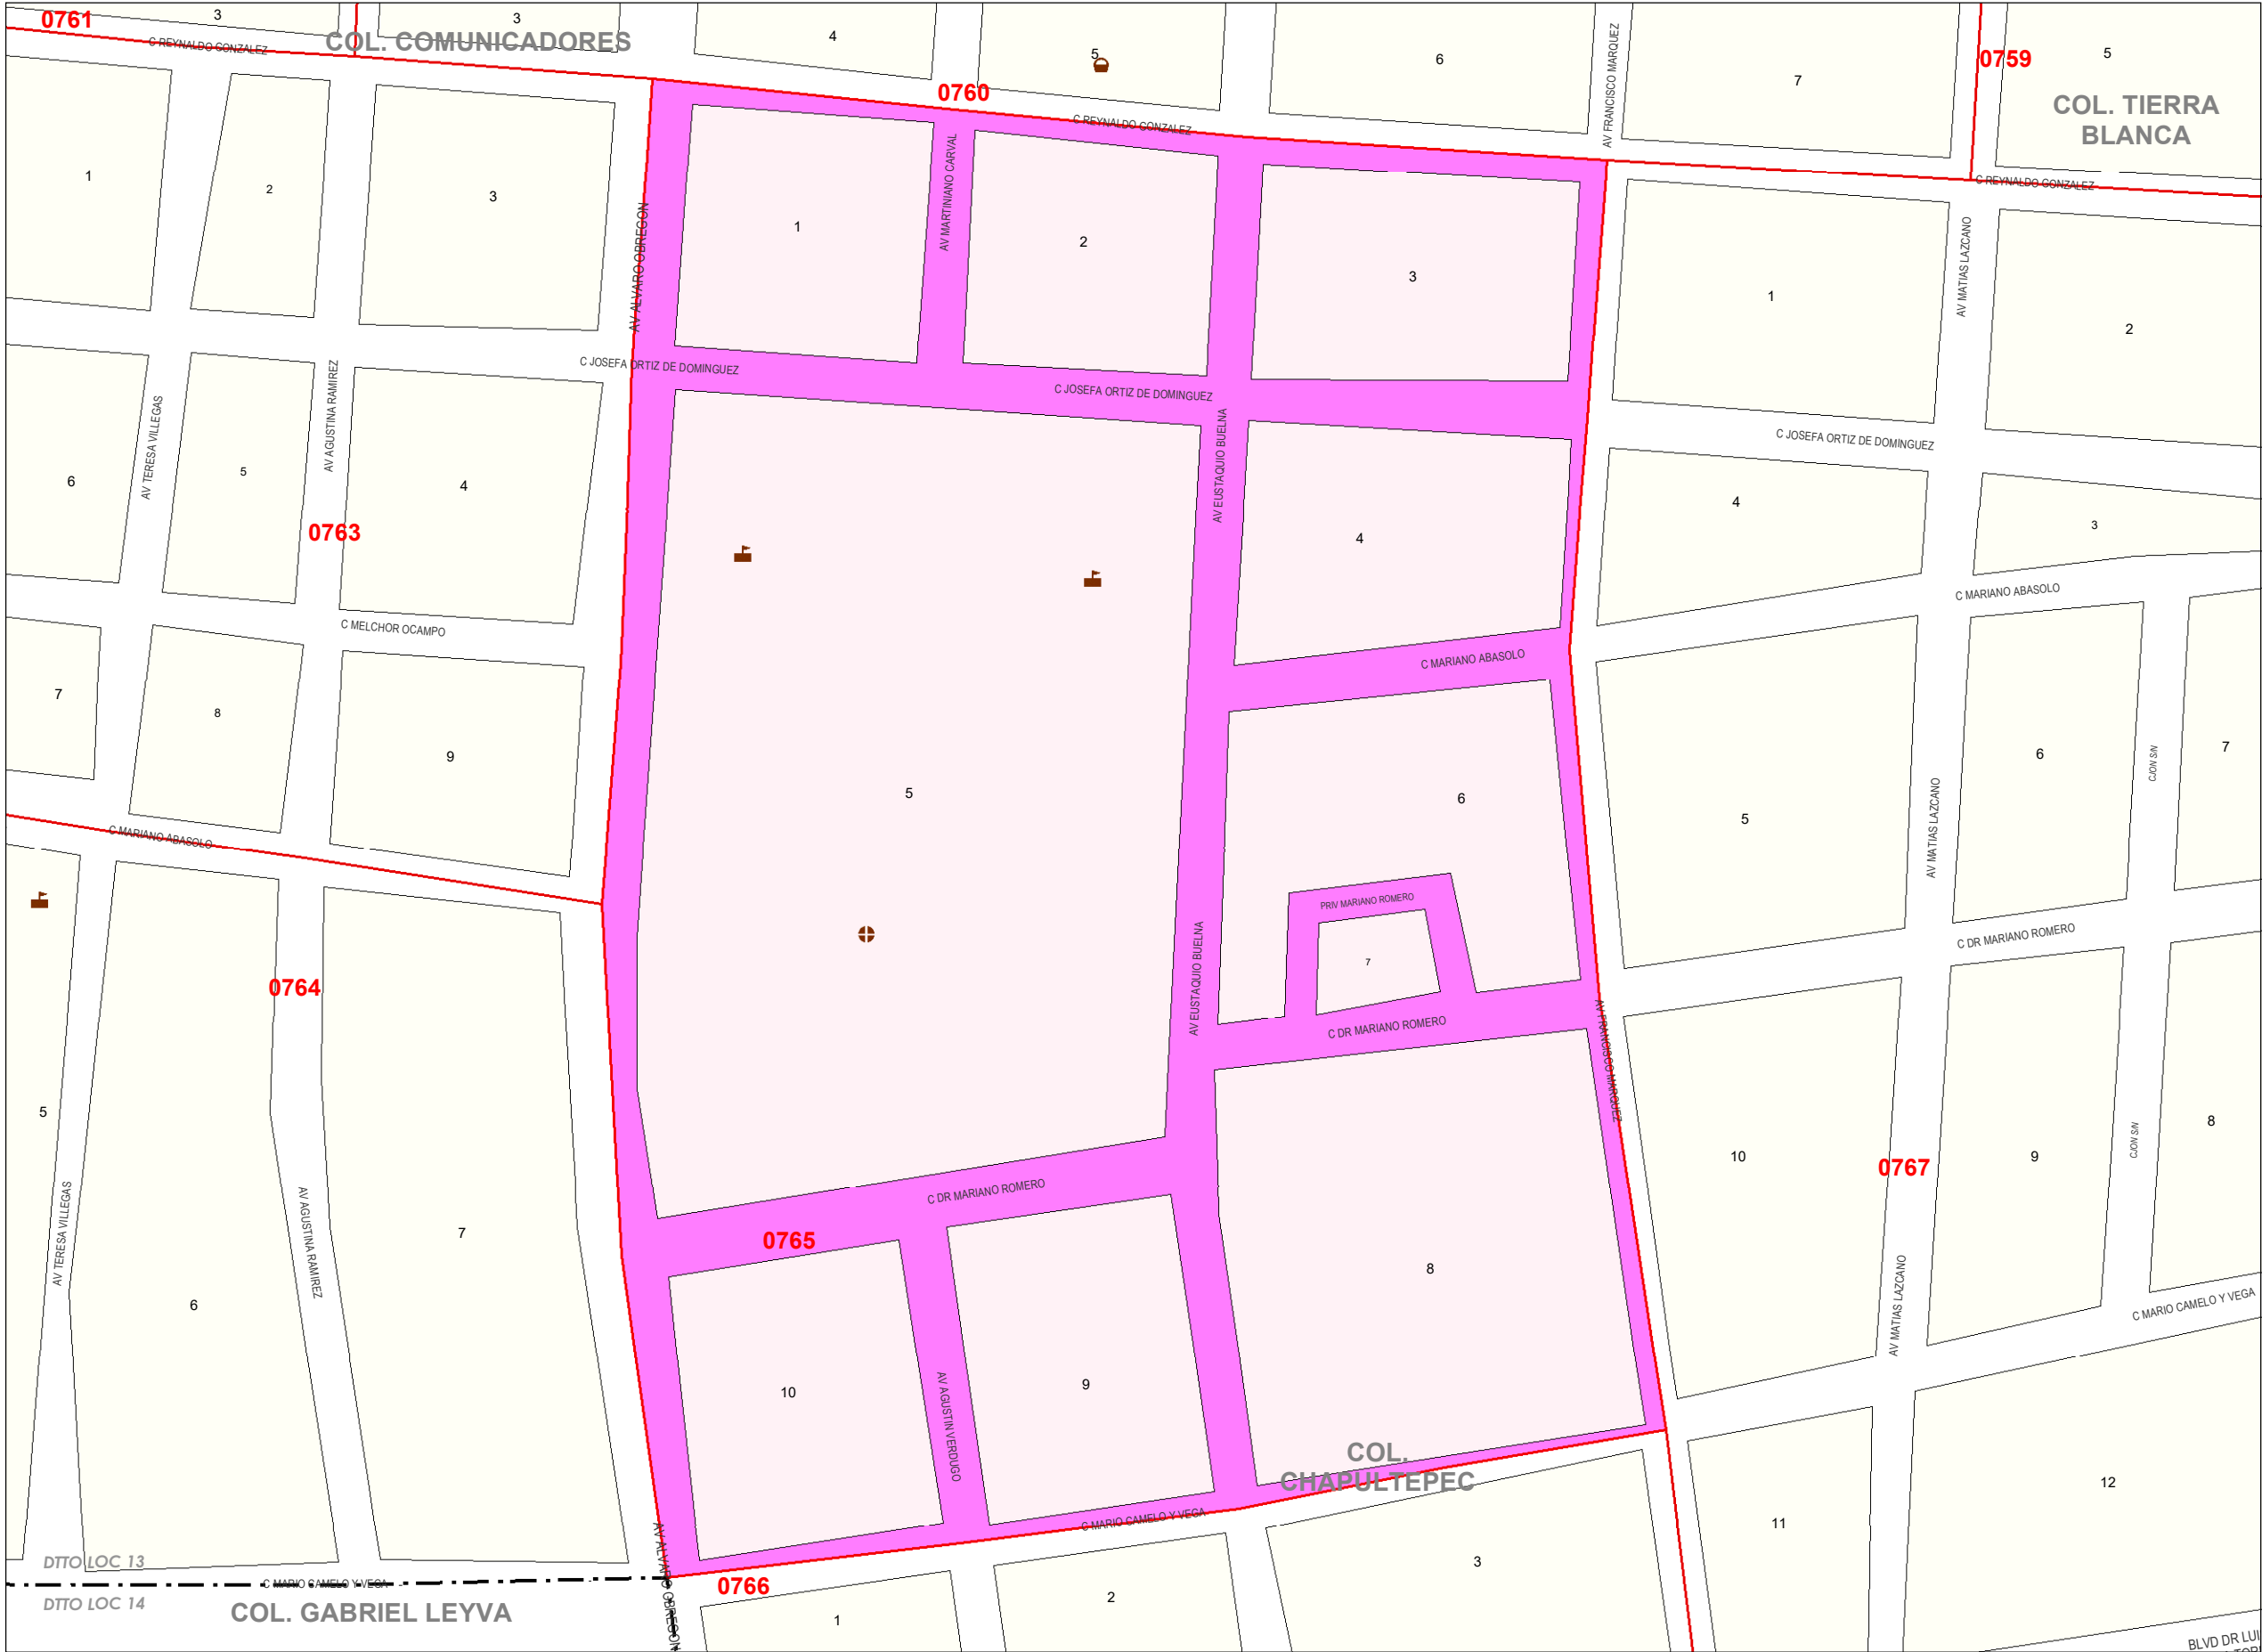 0761
3
3
4
5
6
7
5
0759
C REYNALDO GONZALEZ
COL. COMUNICADORES
AV FRANCISCO MARQUEZ
COL. TIERRA
BLANCA
0760
C REYNALDO GONZALEZ
C REYNALDO GONZALEZ
1
2
3
AV ALVARO OBREGON
1
AV MARTINIANO CARVAL
2
3
1
AV MATIAS LAZCANO
2
C JOSEFA ORTIZ DE DOMINGUEZ
C JOSEFA ORTIZ DE DOMINGUEZ
C JOSEFA ORTIZ DE DOMINGUEZ
AV TERESA VILLEGAS
AV AGUSTINA RAMIREZ
AV EUSTAQUIO BUELNA
6
5
4
4
4
3
0763
C MARIANO ABASOLO
C MELCHOR OCAMPO
C MARIANO ABASOLO
7
8
9
5
6
5
AV MATIAS LAZCANO
6
CJON S/N
7
C MARIANO ABASOLO
PRIV MARIANO ROMERO
7
AV EUSTAQUIO BUELNA
C DR MARIANO ROMERO
C DR MARIANO ROMERO
0764
AV FRANCISCO MARQUEZ
5
10
0767
9
CJON S/N
8
C DR MARIANO ROMERO
AV TERESA VILLEGAS
AV AGUSTINA RAMIREZ
7
0765
6
8
AV MATIAS LAZCANO
C MARIO CAMELO Y VEGA
10
AV AGUSTIN VERDUGO
9
COL.
CHAPULTEPEC
12
C MARIO CAMELO Y VEGA
11
AV ALVARO OBREGON
DTTO LOC 13
C MARIO CAMELO Y VEGA
DTTO LOC 14
COL. GABRIEL LEYVA
0766
1
2
3
BLVD DR LUI